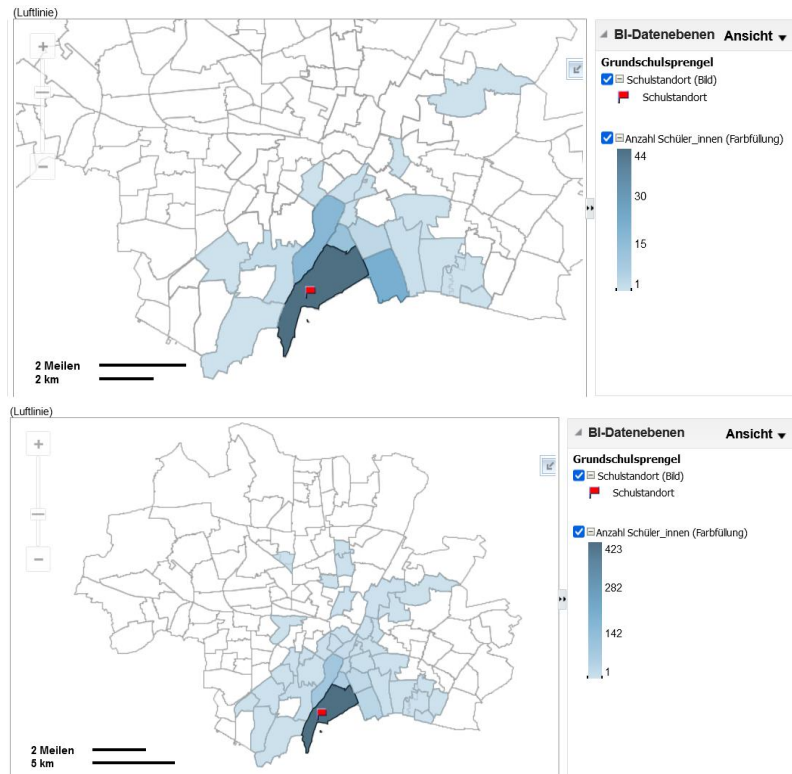 (Luftlinie)
BI-Datenebenen Ansicht
Grundschulsprengel
Schulstandort (Bild)
Schulstandort
Anzahl Schüler_innen (Farbfüllung)
44
30
15
1
2 Meilen
2 km
(Luftlinie)
BI-Datenebenen Ansicht
Grundschulsprengel
Schulstandort (Bild)
Schulstandort
Anzahl Schüler_innen (Farbfüllung)
423
282
142
1
2 Meilen
5 km